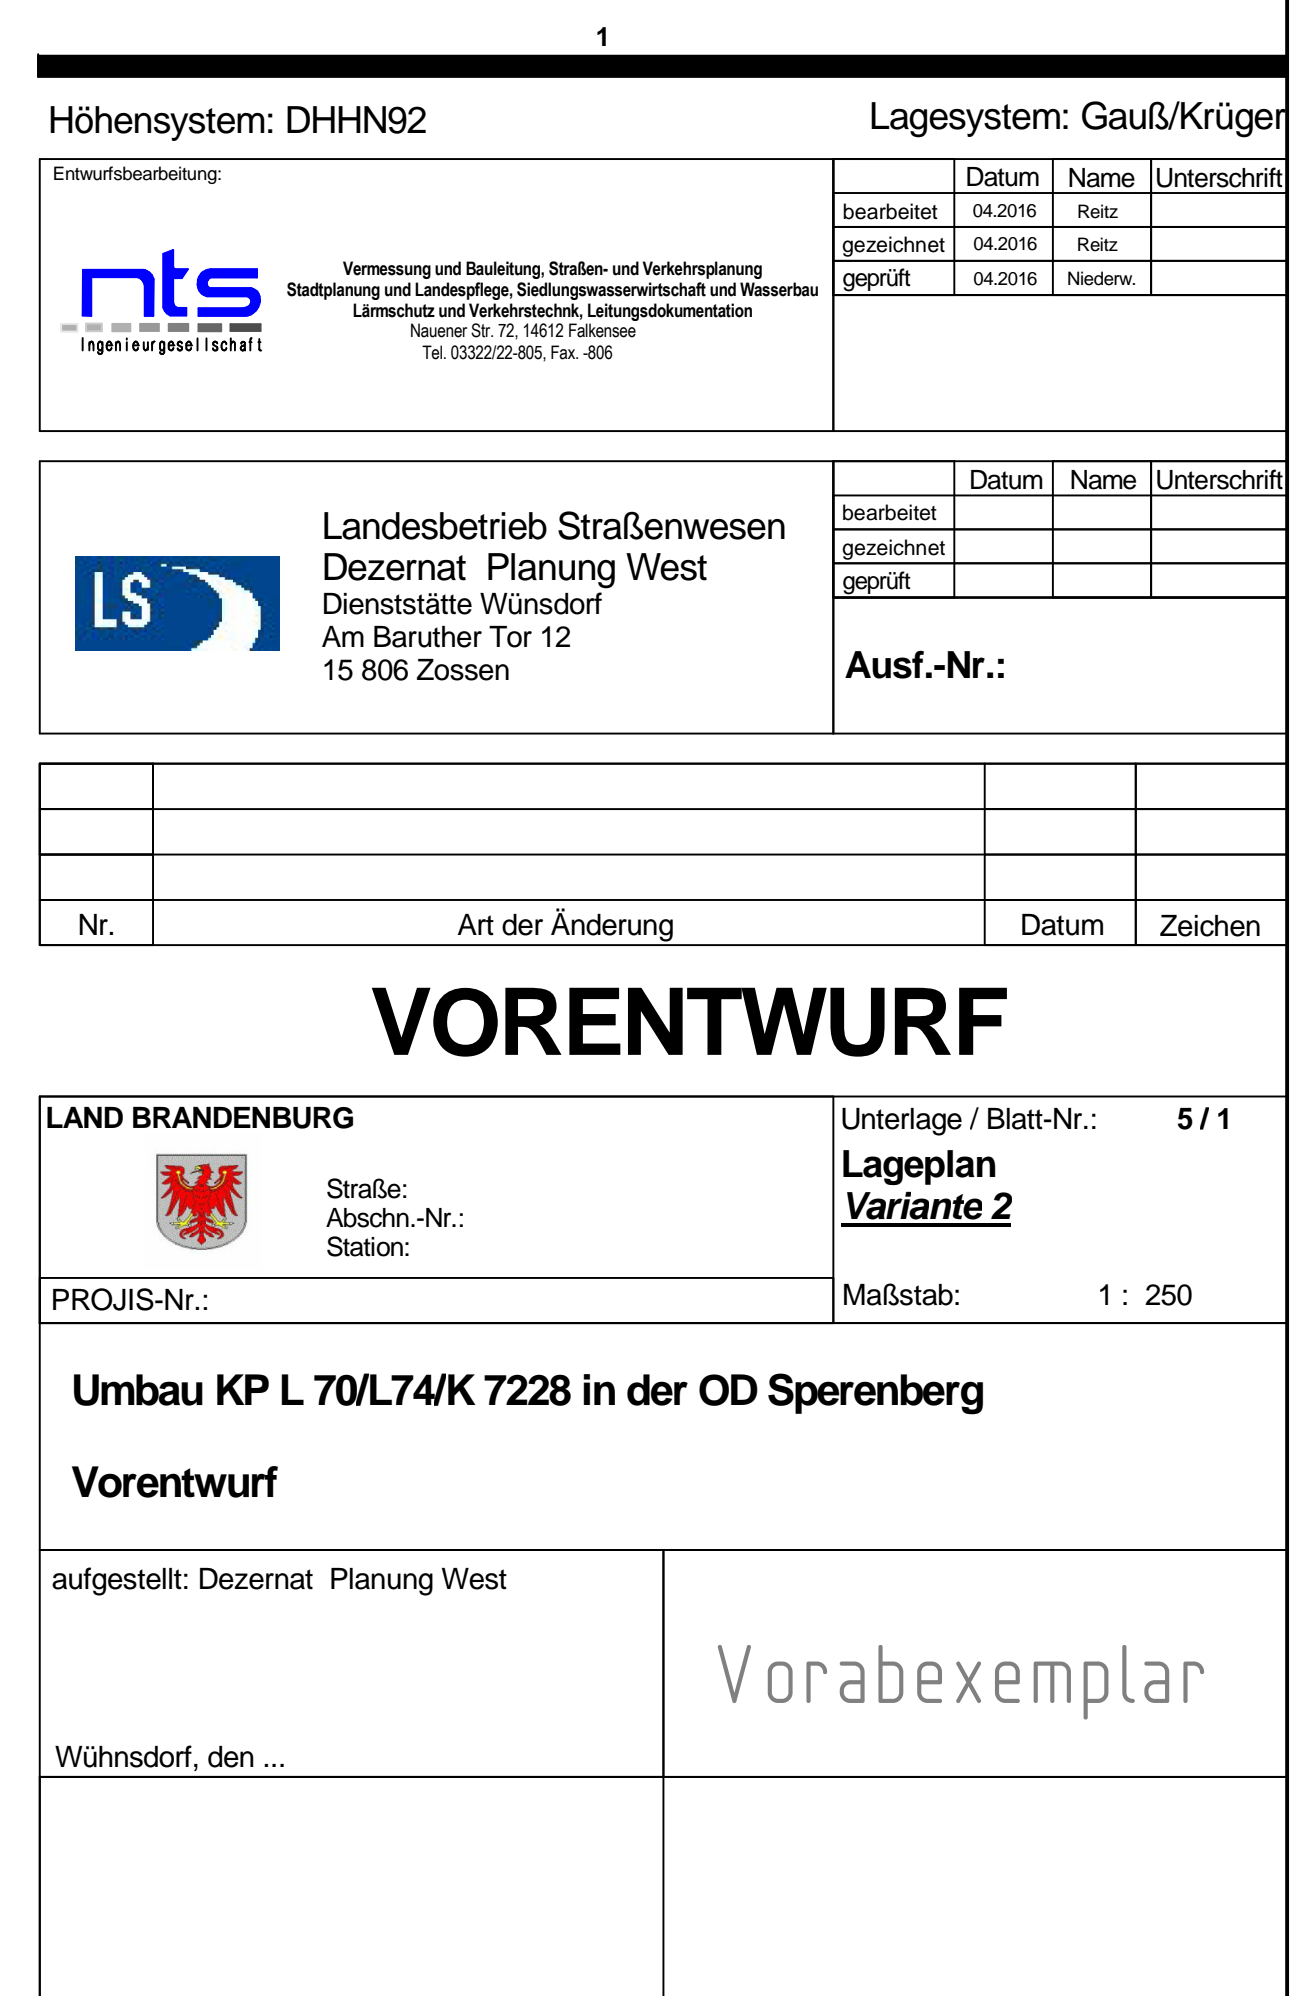 1
Höhensystem: DHHN92
Lagesystem: Gauß/Krüger
Entwurfsbearbeitung:
nts
Ingenieurgesellschaft
Vermessung und Bauleitung, Straßen- und Verkehrsplanung
Stadtplanung und Landespflege, Siedlungswasserwirtschaft und Wasserbau
Lärmschutz und Verkehrstechnk, Leitungsdokumentation
Nauener Str. 72, 14612 Falkensee
Tel. 03322/22-805, Fax. -806
Datum Name Unterschrift
bearbeitet 04.2016 Reitz
gezeichnet 04.2016 Reitz
geprüft 04.2016 Niederw.
LS
Landesbetrieb Straßenwesen
Dezernat Planung West
Dienststätte Wünsdorf
Am Baruther Tor 12
15 806 Zossen
Datum Name Unterschrift
bearbeitet
gezeichnet
geprüft
Ausf.-Nr.:
Nr. Art der Änderung Datum Zeichen
VORENTWURF
LAND BRANDENBURG
Straße:
Abschn.-Nr.:
Station:
PROJIS-Nr.:
Unterlage / Blatt-Nr.: 5 / 1
Lageplan
Variante 2
Maßstab: 1 : 250
Umbau KP L 70/L74/K 7228 in der OD Sperenberg
Vorentwurf
aufgestellt: Dezernat Planung West
Wühnsdorf, den ...
Vorabexemplar